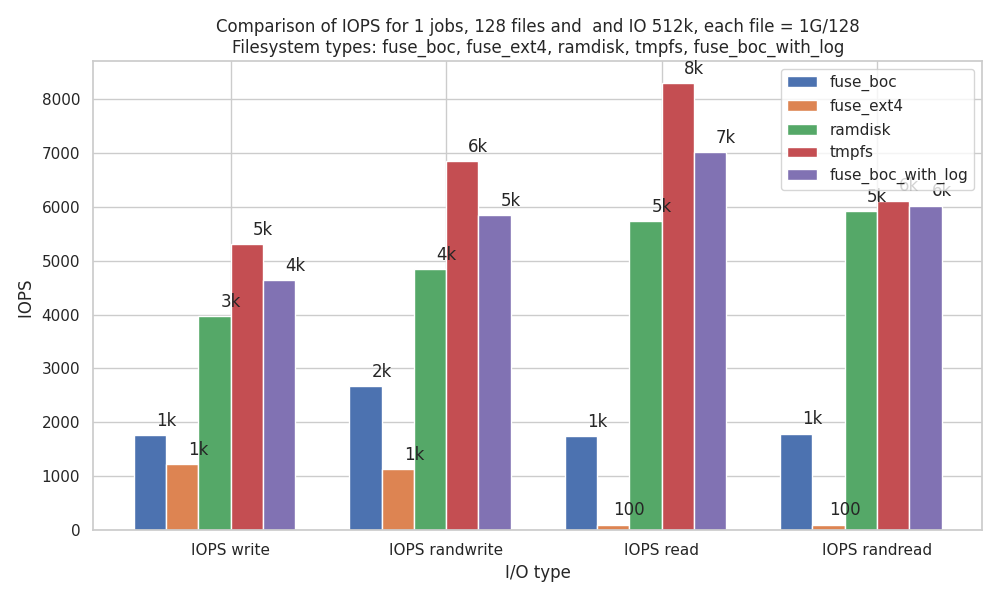 Comparison of IOPS for 1 jobs, 128 files and  and IO 512k, each file = 1G/128
Filesystem types: fuse_boc, fuse_ext4, ramdisk, tmpfs, fuse_boc_with_log
fuse_boc
fuse_ext4
ramdisk
tmpfs
fuse_boc_with_log
IOPS
8000
7000
6000
5000
4000
3000
2000
1000
0
1k
1k
3k
5k
4k
2k
1k
4k
6k
5k
1k
100
5k
8k
7k
1k
100
5k
6k
6k
IOPS write
IOPS randwrite
IOPS read
IOPS randread
I/O type